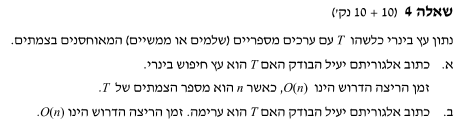 שאלה 4 (10 + 10 נק')
נתון עץ בינרי כלשהו T עם ערכים מספריים (שלמים או ממשיים) המאוחסנים בצמתים.
א. כתוב אלגוריתם יעיל הבודק האם T הוא עץ חיפוש בינרי.
זמן הריצה הדרוש הינו O(n), כאשר n הוא מספר הצמתים של T.
ב. כתוב אלגוריתם יעיל הבודק האם T הוא ערימה. זמן הריצה הדרוש הינו O(n).